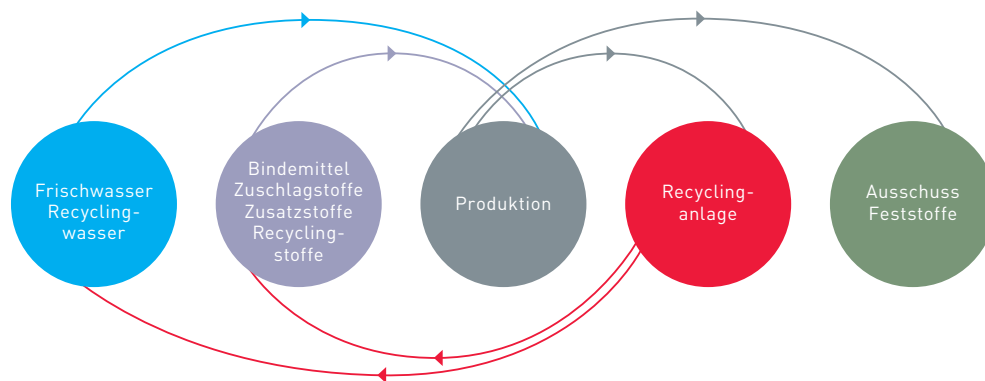 Frischwasser
Recycling-
wasser
Bindemittel
Zuschlagstoffe
Zusatzstoffe
Recycling-
stoffe
Produktion
Recycling-
anlage
Ausschuss
Feststoffe